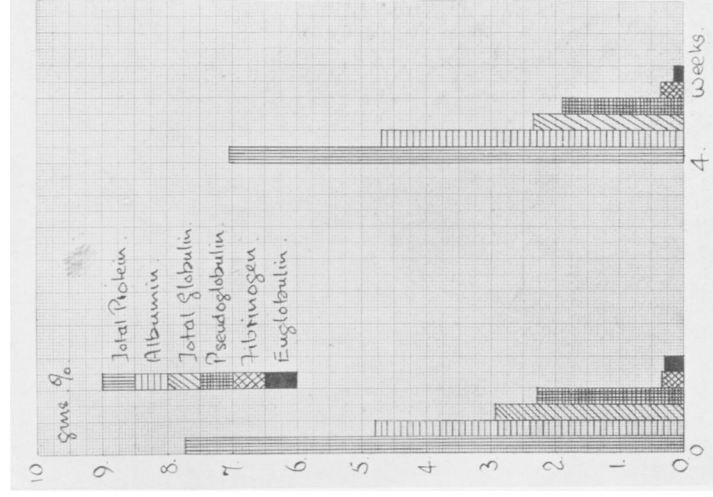 gms. %.
10
9.
8.
7.
6
5
4
3
2
1.
0.
Total Protein.
Albumin.
Total globulin.
Pseudoglobulin.
Fibrinogen.
Euglobulin.
0
4.
Weeks.